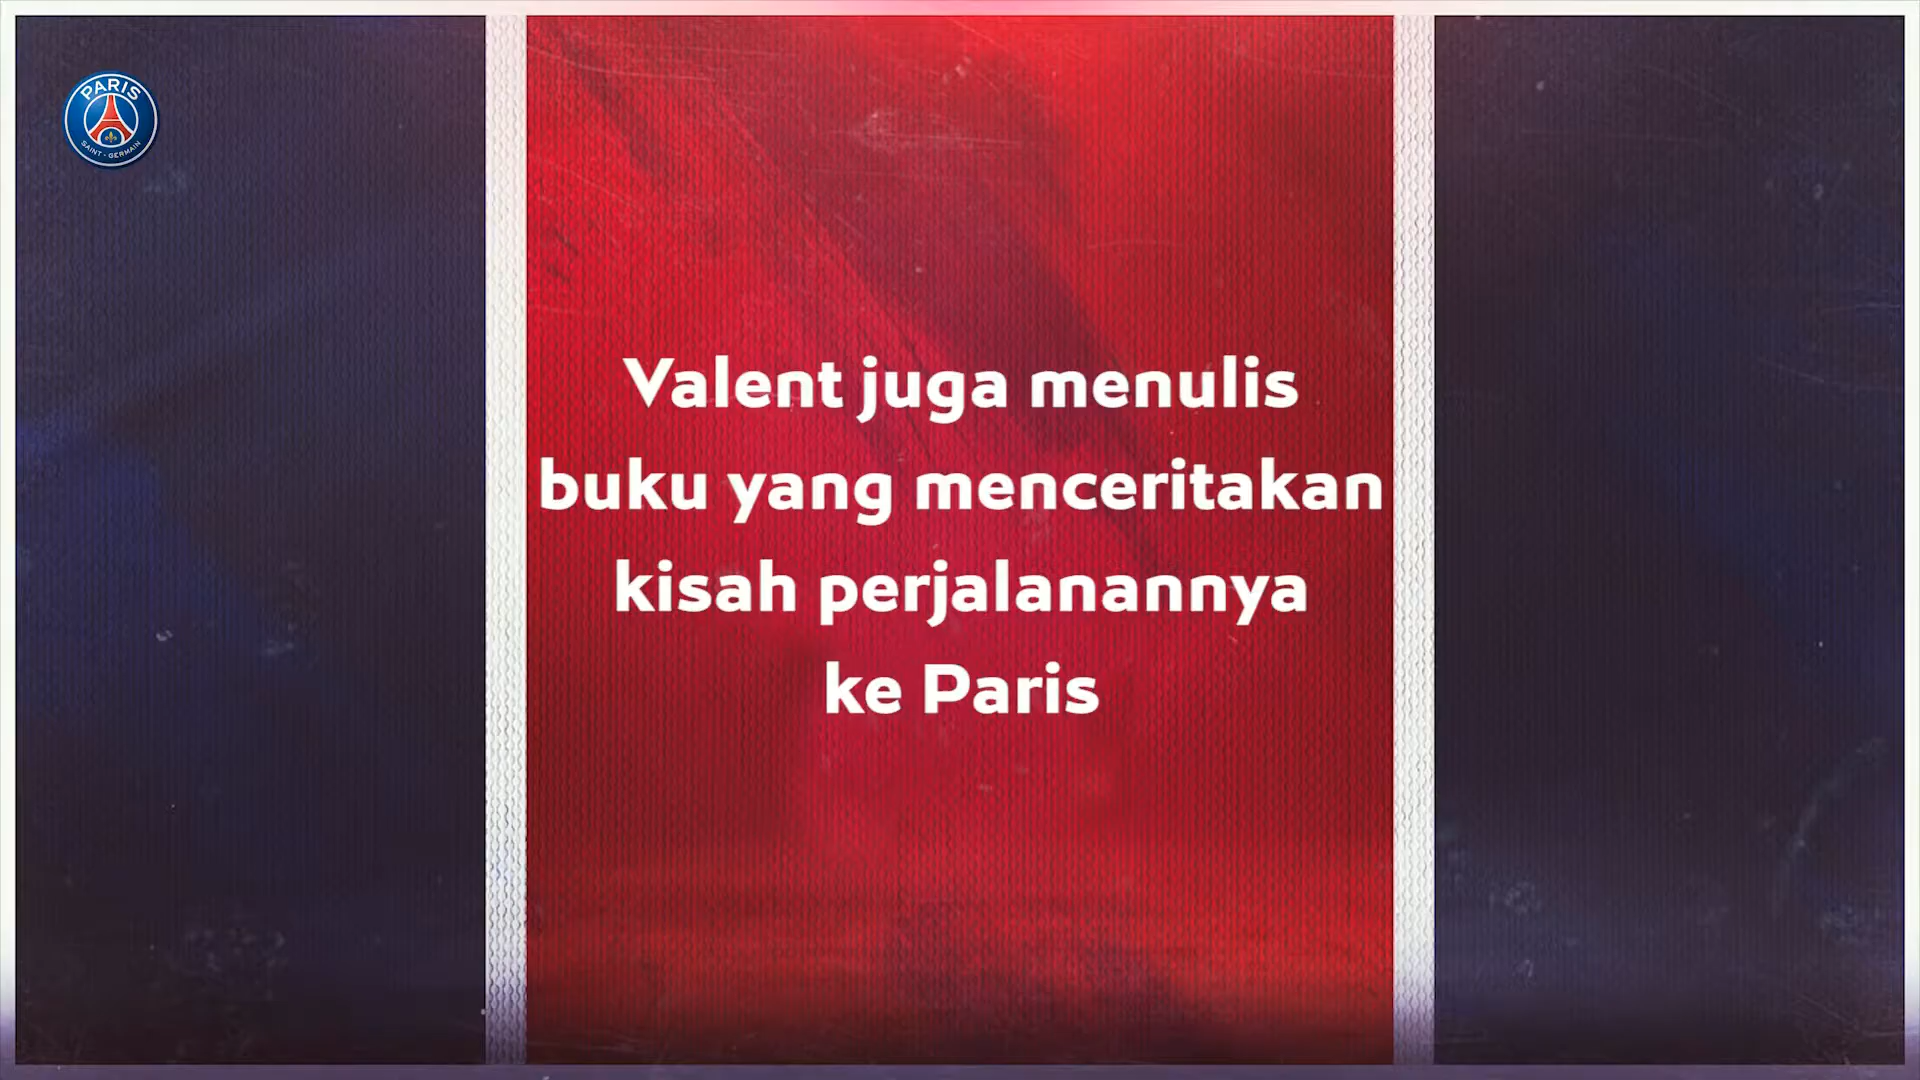 PARIS
SAINT-GERMAIN
Valent juga menulis
buku yang menceritakan
kisah perjalanannya
ke Paris